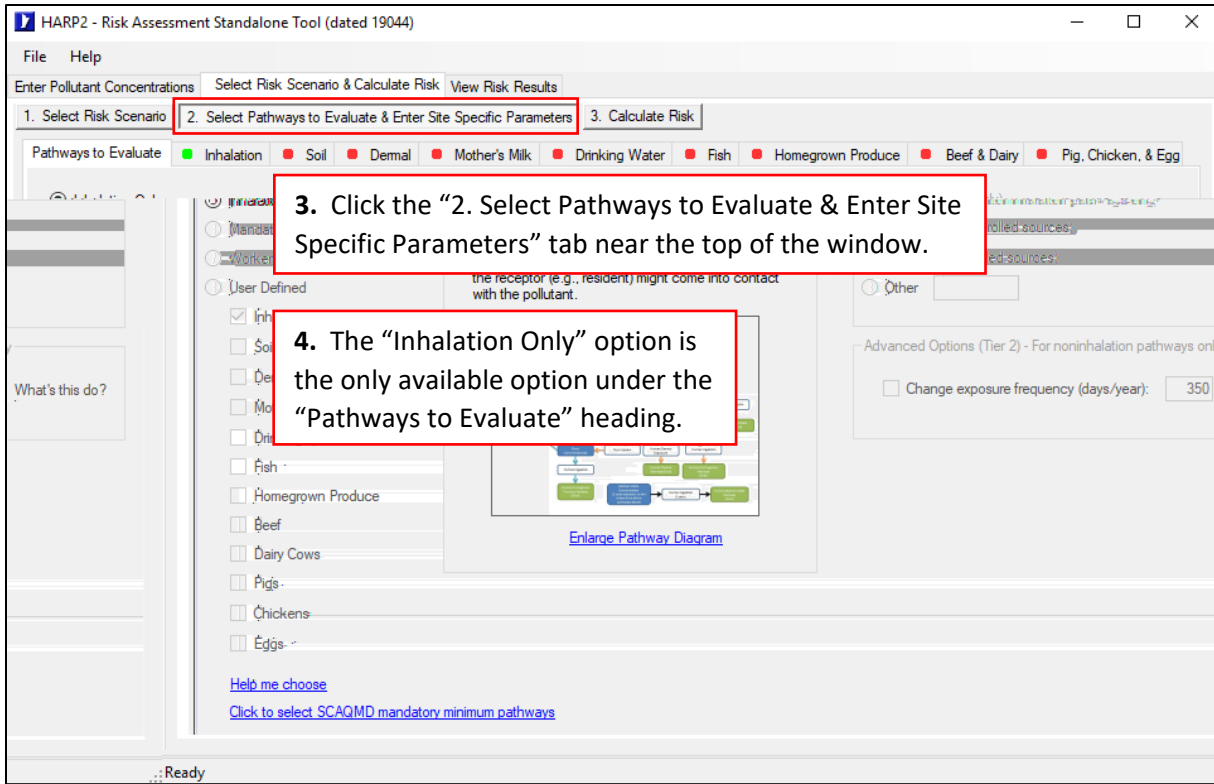 HARP2 - Risk Assessment Standalone Tool (dated 19044)
File Help
Enter Pollutant Concentrations Select Risk Scenario & Calculate Risk View Risk Results
1. Select Risk Scenario 2. Select Pathways to Evaluate & Enter Site Specific Parameters 3. Calculate Risk
Pathways to Evaluate Inhalation Soil Dermal Mother's Milk Drinking Water Fish Homegrown Produce Beef & Dairy Pig, Chicken, & Egg
3. Click the “2. Select Pathways to Evaluate & Enter Site
Specific Parameters” tab near the top of the window.
the receptor (e.g., resident) might come into contact
with the pollutant.
User Defined
Other
4. The “Inhalation Only” option is
the only available option under the
“Pathways to Evaluate” heading.
Advanced Options (Tier 2) - For noninhalation pathways onl
What's this do?
Change exposure frequency (days/year): 350
Fish
Homegrown Produce
Beef
Dairy Cows
Pigs
Chickens
Eggs
Enlarge Pathway Diagram
Help me choose
Click to select SCAQMD mandatory minimum pathways
Ready